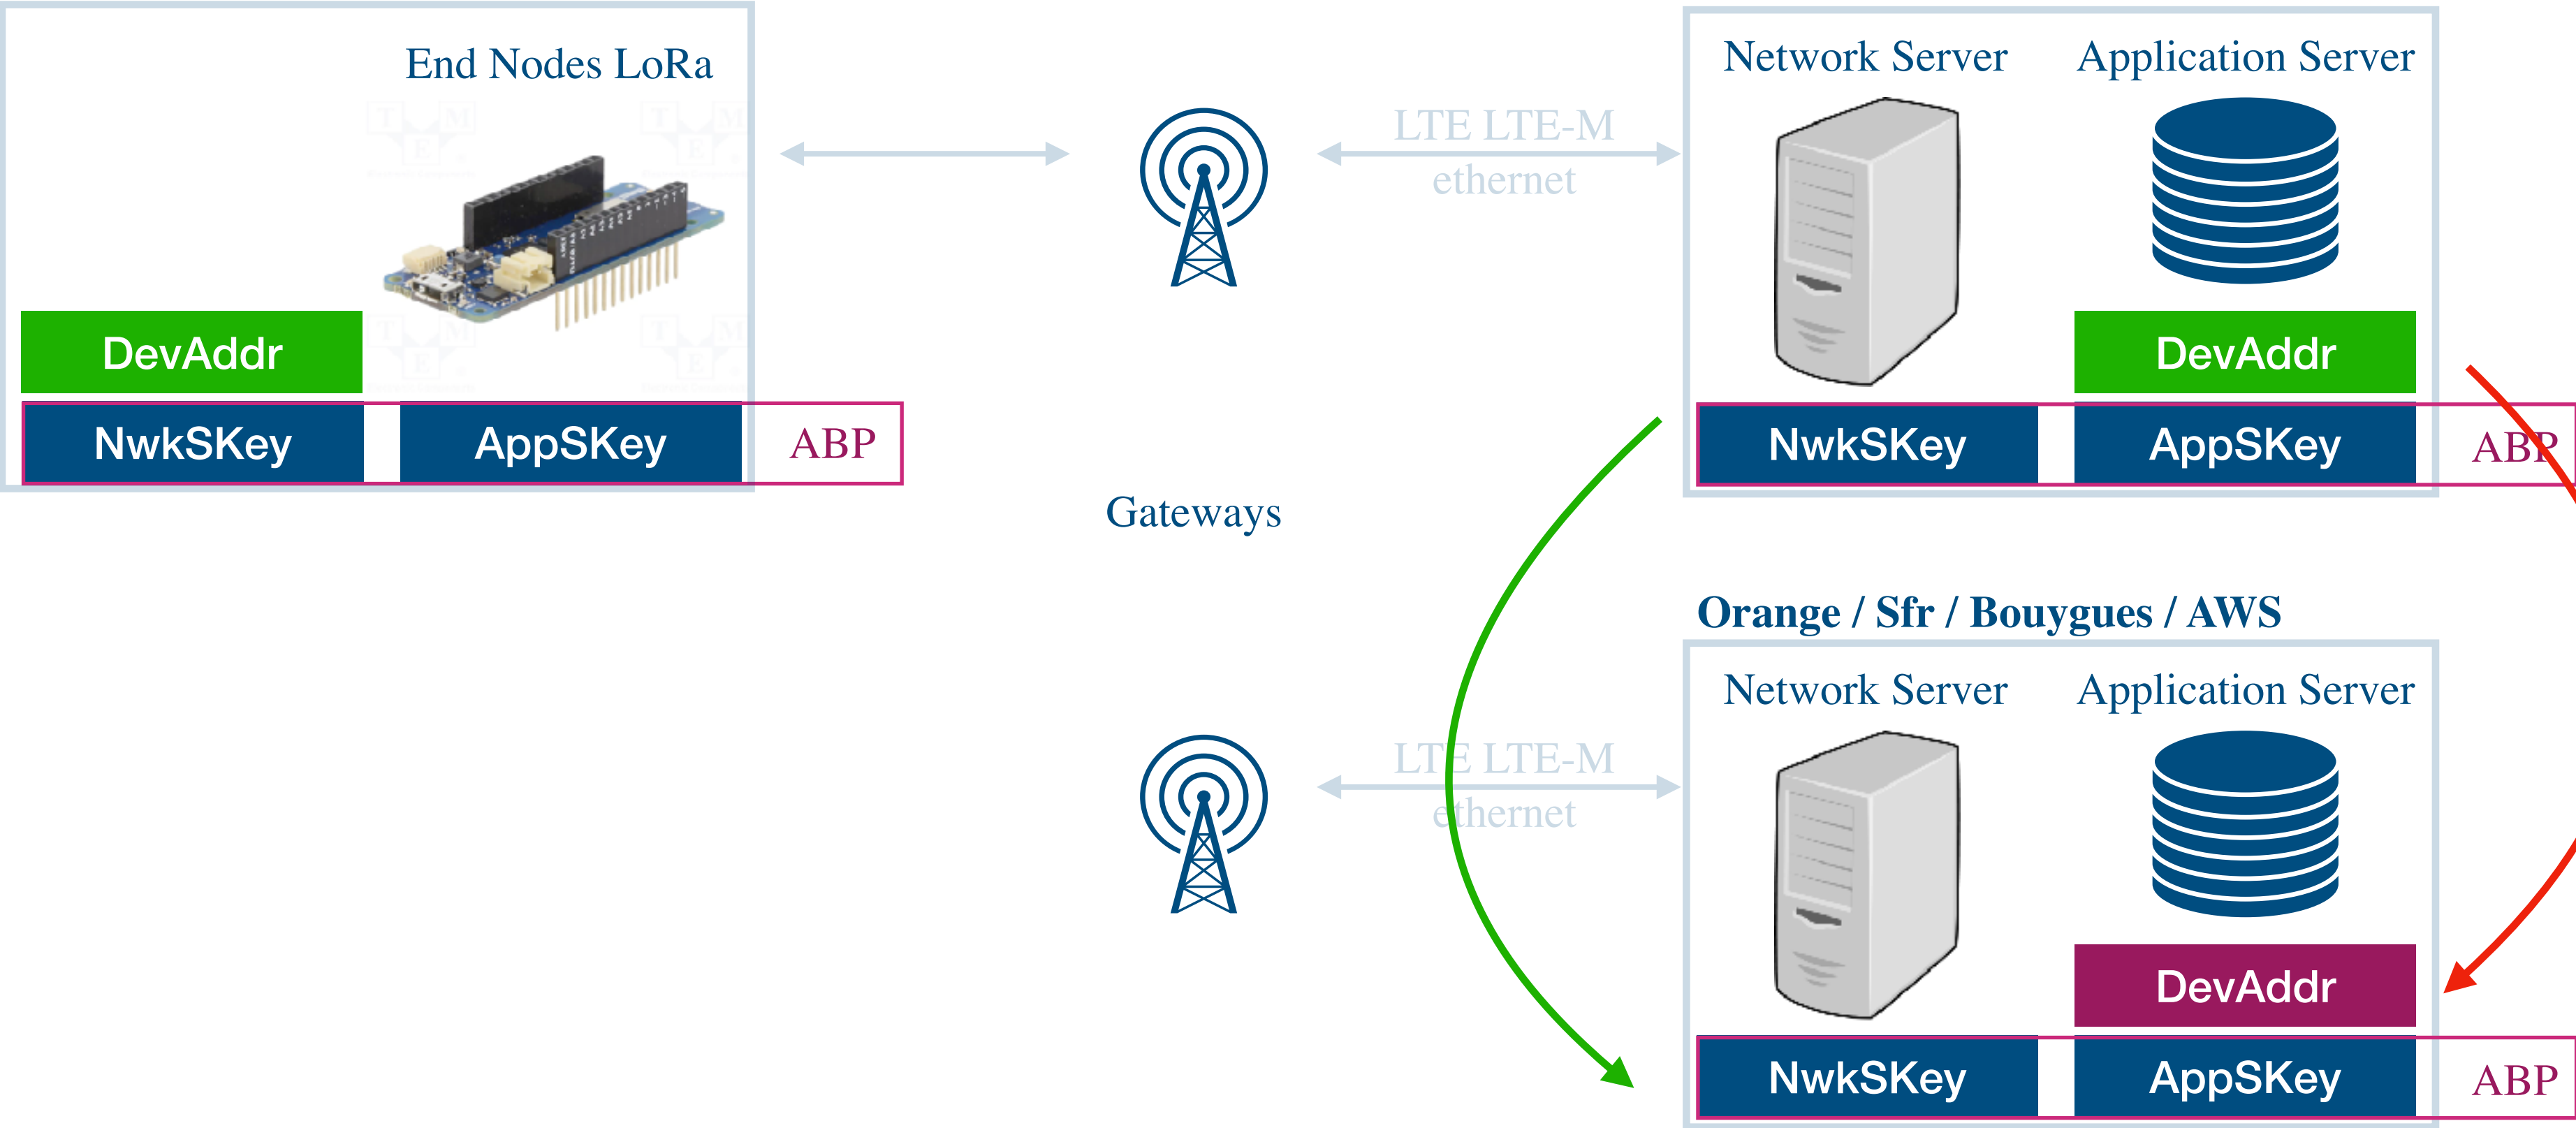 End Nodes LoRa
DevAddr
NwkSKey
AppSKey
ABP
Gateways
LTE LTE-M
ethernet
Network Server
Application Server
DevAddr
NwkSKey
AppSKey
ABP
Orange / Sfr / Bouygues / AWS
LTE LTE-M
ethernet
Network Server
Application Server
DevAddr
NwkSKey
AppSKey
ABP